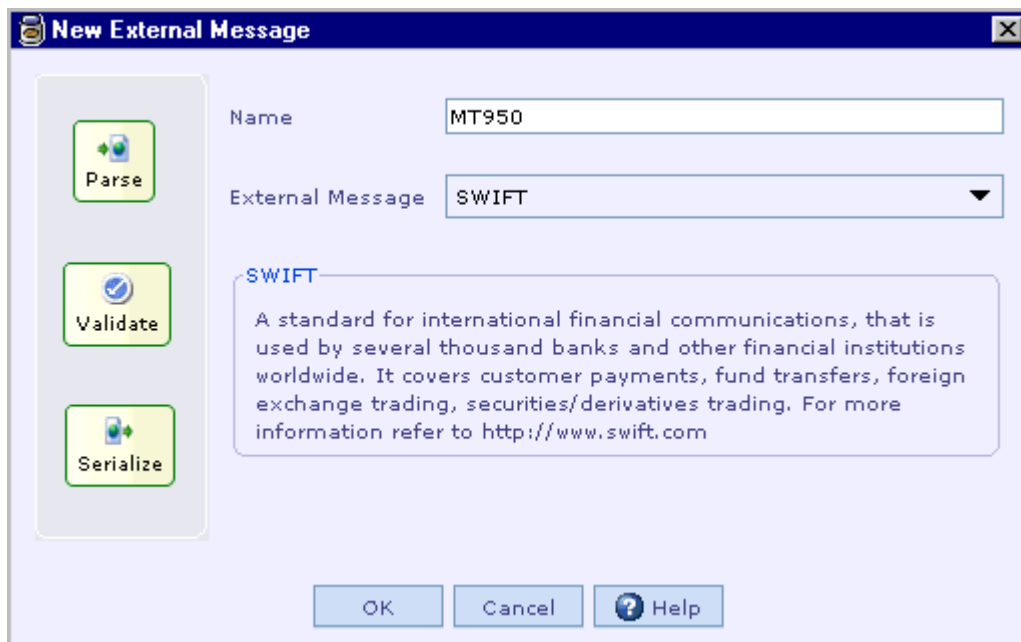 New External Message
Parse
Validate
Serialize
Name
MT950
External Message
SWIFT
SWIFT
A standard for international financial communications, that is
used by several thousand banks and other financial institutions
worldwide. It covers customer payments, fund transfers, foreign
exchange trading, securities/derivatives trading. For more
information refer to http://www.swift.com
OK
Cancel
Help